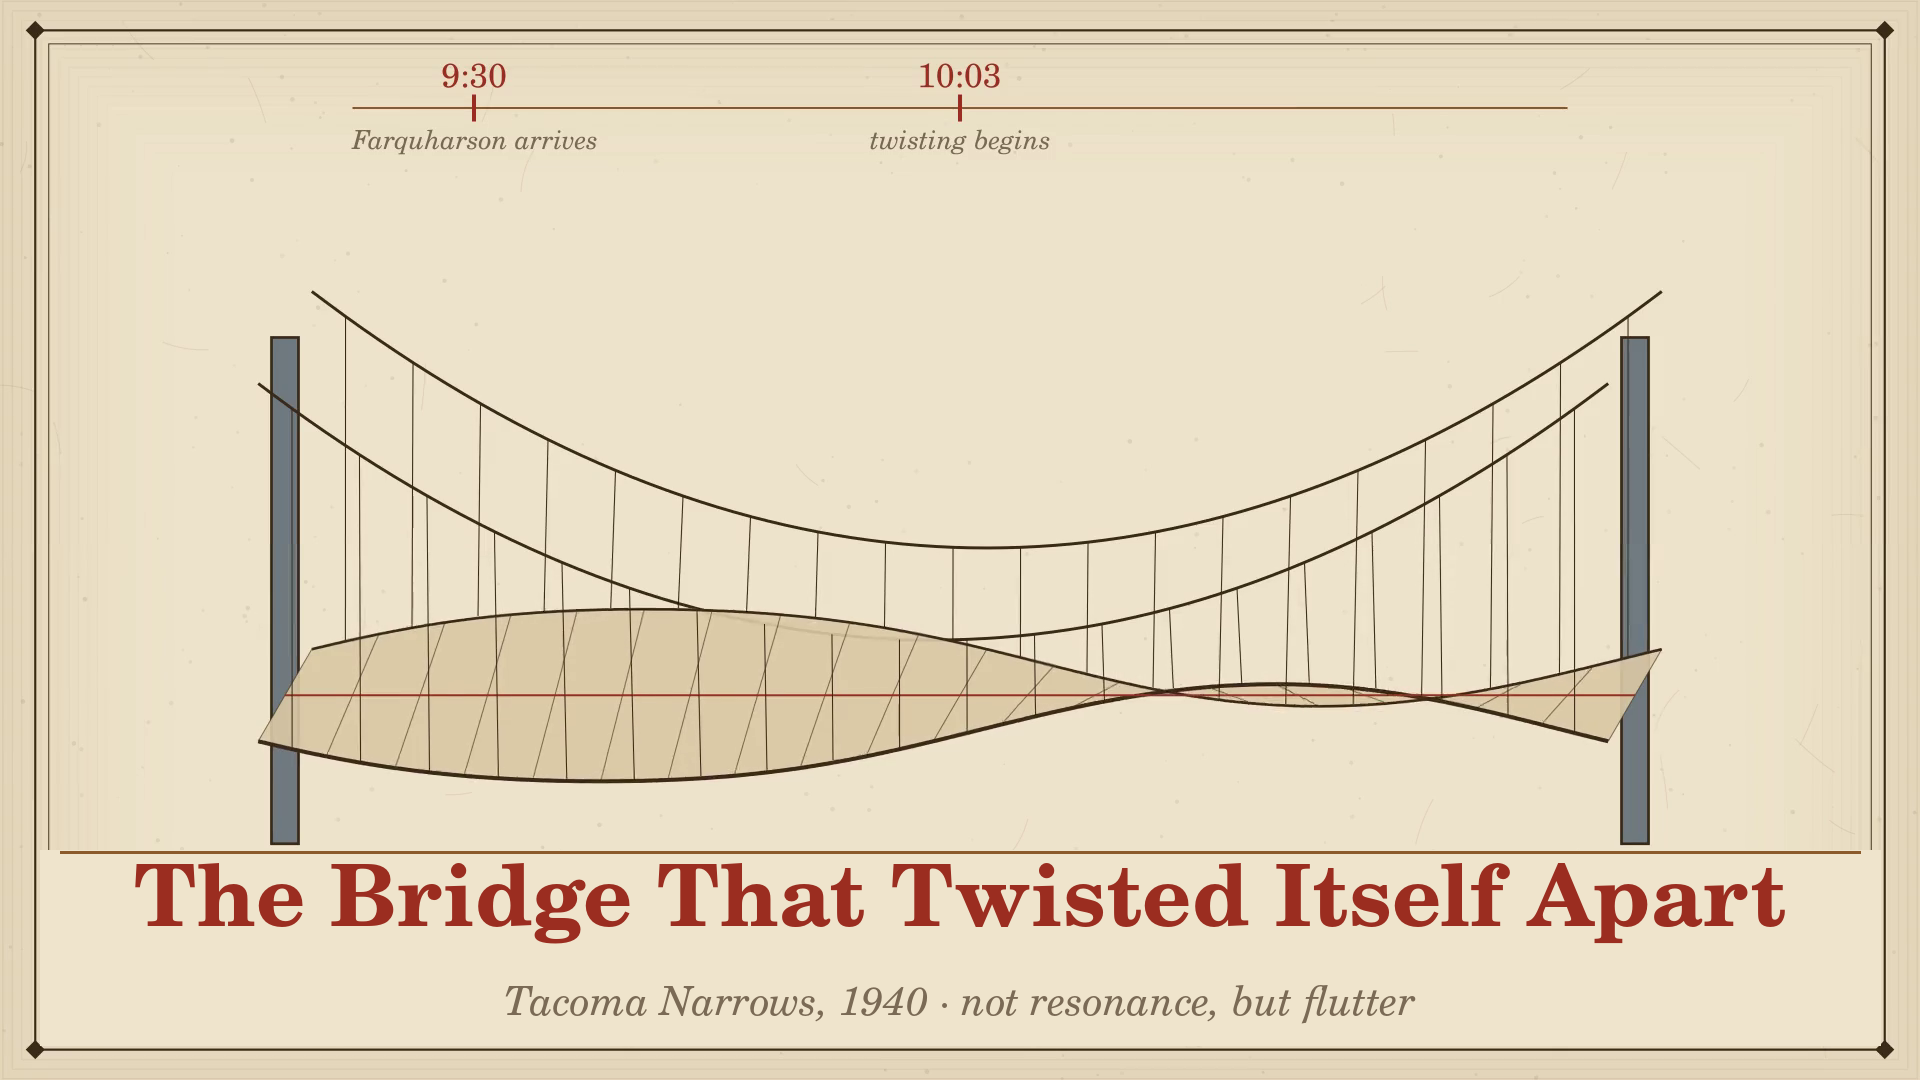 9:30
10:03
Farquharson arrives
twisting begins
The Bridge That Twisted Itself Apart
Tacoma Narrows, 1940 · not resonance, but flutter